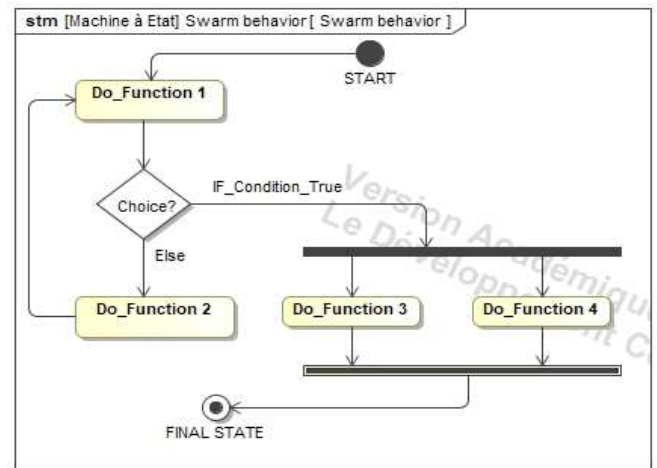 stm [Machine à Etat] Swarm behavior [ Swarm behavior ]
START
Do_Function 1
Choice?
IF_Condition_True
Else
Do_Function 2
Do_Function 3
Do_Function 4
FINAL STATE
Version Académique
Le Développement